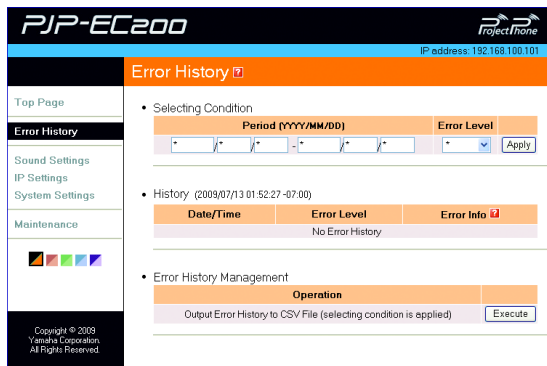 PJP-EC200
ProjectPhone
IP address: 192.168.100.101
Error History ?
Top Page
Error History
Sound Settings
IP Settings
System Settings
Maintenance
Copyright © 2009
Yamaha Corporation.
All Rights Reserved.
• Selecting Condition
Period (YYYY/MM/DD) Error Level
* /* /* - * /* /* * Apply
• History (2009/07/13 01:52:27 -07:00)
Date/Time Error Level Error Info ?
No Error History
• Error History Management
Operation
Output Error History to CSV File (selecting condition is applied) Execute